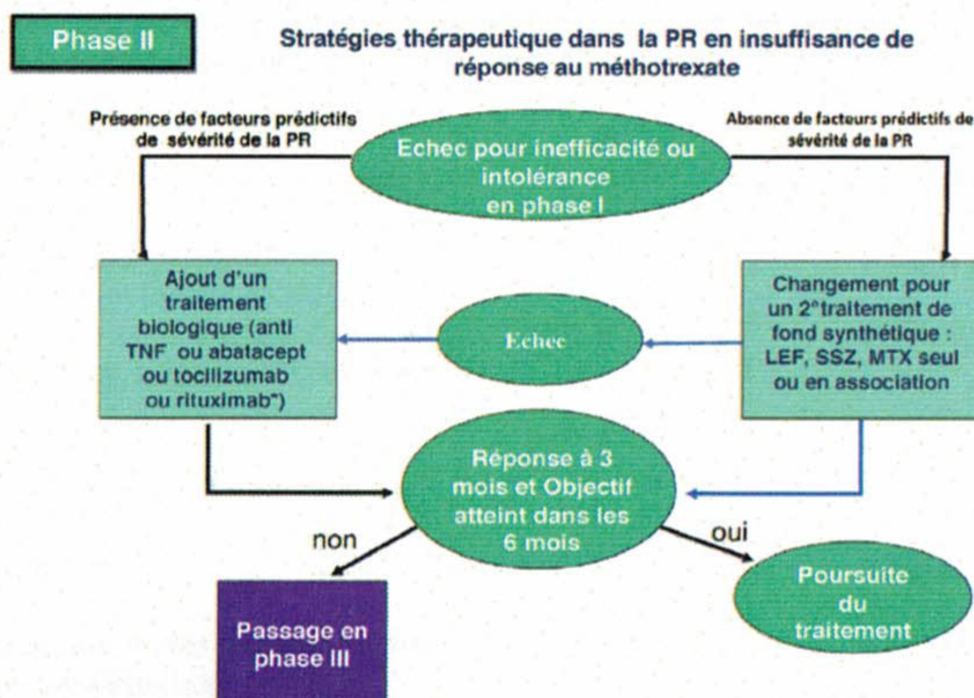 Phase II
Stratégies thérapeutique dans la PR en insuffisance de
réponse au méthotrexate
Présence de facteurs prédictifs
de sévérité de la PR
Absence de facteurs prédictifs de
sévérité de la PR
Echec pour inefficacité ou
intolérance
en phase I
Ajout d'un
traitement
biologique (anti
TNF ou abatacept
ou tocilizumab
ou rituximab*)
Echec
Changement pour
un 2°traitement de
fond synthétique :
LEF, SSZ, MTX seul
ou en association
Réponse à 3
mois et Objectif
atteint dans les
6 mois
non
oui
Passage en
phase III
Poursuite
du
traitement